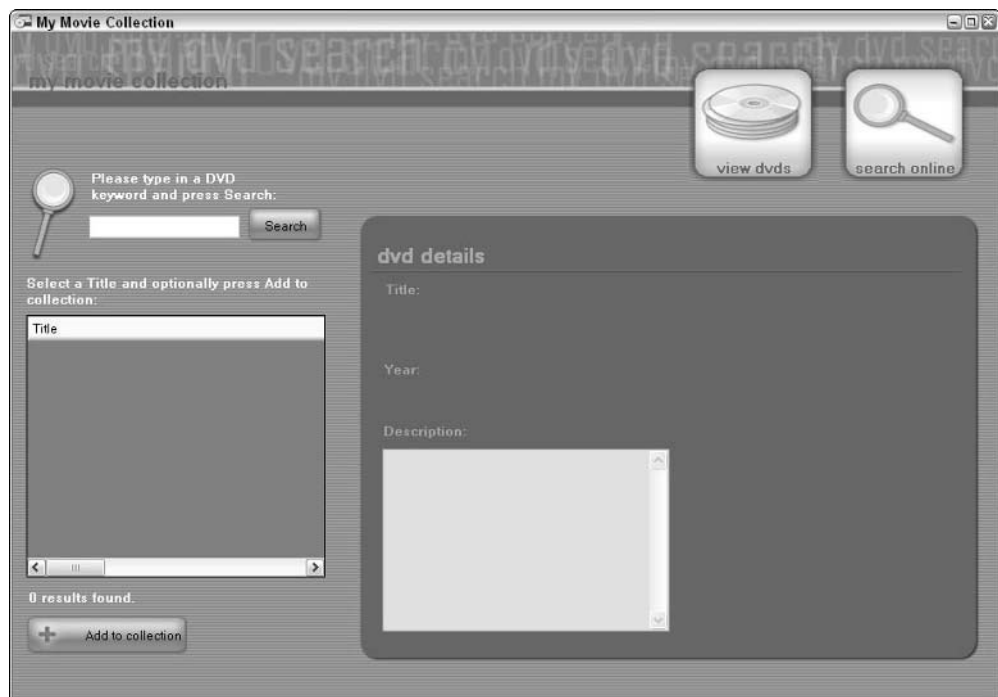 My Movie Collection
my movie collection
view dvds
search online
Please type in a DVD
keyword and press Search:
Search
Select a Title and optionally press Add to
collection:
Title
0 results found.
Add to collection
dvd details
Title:
Year:
Description: